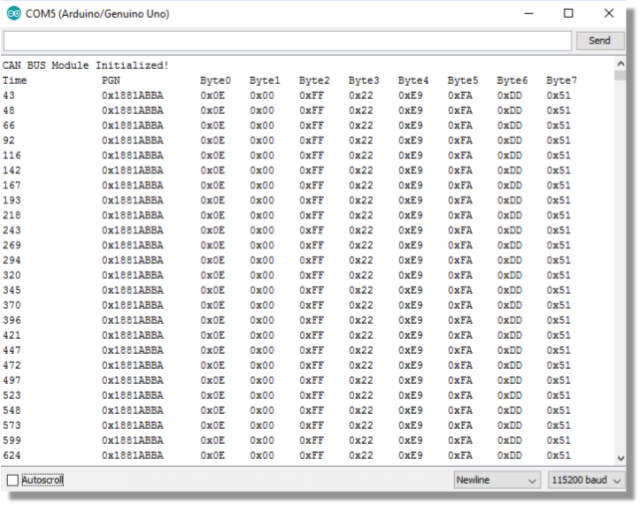 COM5 (Arduino/Genuino Uno)
Send
CAN BUS Module Initialized!
Time PGN Byte0 Byte1 Byte2 Byte3 Byte4 Byte5 Byte6 Byte7
43 0x1881ABBA 0x0E 0x00 0xFF 0x22 0xE9 0xFA 0xDD 0x51
48 0x1881ABBA 0x0E 0x00 0xFF 0x22 0xE9 0xFA 0xDD 0x51
66 0x1881ABBA 0x0E 0x00 0xFF 0x22 0xE9 0xFA 0xDD 0x51
92 0x1881ABBA 0x0E 0x00 0xFF 0x22 0xE9 0xFA 0xDD 0x51
116 0x1881ABBA 0x0E 0x00 0xFF 0x22 0xE9 0xFA 0xDD 0x51
142 0x1881ABBA 0x0E 0x00 0xFF 0x22 0xE9 0xFA 0xDD 0x51
167 0x1881ABBA 0x0E 0x00 0xFF 0x22 0xE9 0xFA 0xDD 0x51
193 0x1881ABBA 0x0E 0x00 0xFF 0x22 0xE9 0xFA 0xDD 0x51
218 0x1881ABBA 0x0E 0x00 0xFF 0x22 0xE9 0xFA 0xDD 0x51
243 0x1881ABBA 0x0E 0x00 0xFF 0x22 0xE9 0xFA 0xDD 0x51
269 0x1881ABBA 0x0E 0x00 0xFF 0x22 0xE9 0xFA 0xDD 0x51
294 0x1881ABBA 0x0E 0x00 0xFF 0x22 0xE9 0xFA 0xDD 0x51
320 0x1881ABBA 0x0E 0x00 0xFF 0x22 0xE9 0xFA 0xDD 0x51
345 0x1881ABBA 0x0E 0x00 0xFF 0x22 0xE9 0xFA 0xDD 0x51
370 0x1881ABBA 0x0E 0x00 0xFF 0x22 0xE9 0xFA 0xDD 0x51
396 0x1881ABBA 0x0E 0x00 0xFF 0x22 0xE9 0xFA 0xDD 0x51
421 0x1881ABBA 0x0E 0x00 0xFF 0x22 0xE9 0xFA 0xDD 0x51
447 0x1881ABBA 0x0E 0x00 0xFF 0x22 0xE9 0xFA 0xDD 0x51
472 0x1881ABBA 0x0E 0x00 0xFF 0x22 0xE9 0xFA 0xDD 0x51
497 0x1881ABBA 0x0E 0x00 0xFF 0x22 0xE9 0xFA 0xDD 0x51
523 0x1881ABBA 0x0E 0x00 0xFF 0x22 0xE9 0xFA 0xDD 0x51
548 0x1881ABBA 0x0E 0x00 0xFF 0x22 0xE9 0xFA 0xDD 0x51
573 0x1881ABBA 0x0E 0x00 0xFF 0x22 0xE9 0xFA 0xDD 0x51
599 0x1881ABBA 0x0E 0x00 0xFF 0x22 0xE9 0xFA 0xDD 0x51
624 0x1881ABBA 0x0E 0x00 0xFF 0x22 0xE9 0xFA 0xDD 0x51
Autoscroll Newline 115200 baud